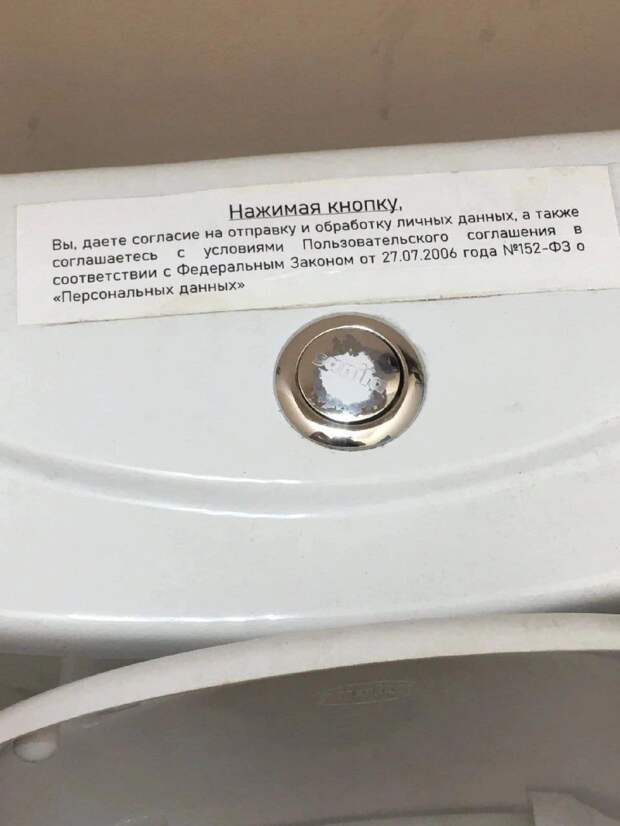 Нажимая кнопку,
Вы, даете согласие на отправку и обработку личных данных, а также
соглашаетесь с условиями Пользовательского соглашения в
соответствии с Федеральным Законом от 27.07.2006 года №152-ФЗ о
«Персональных данных»